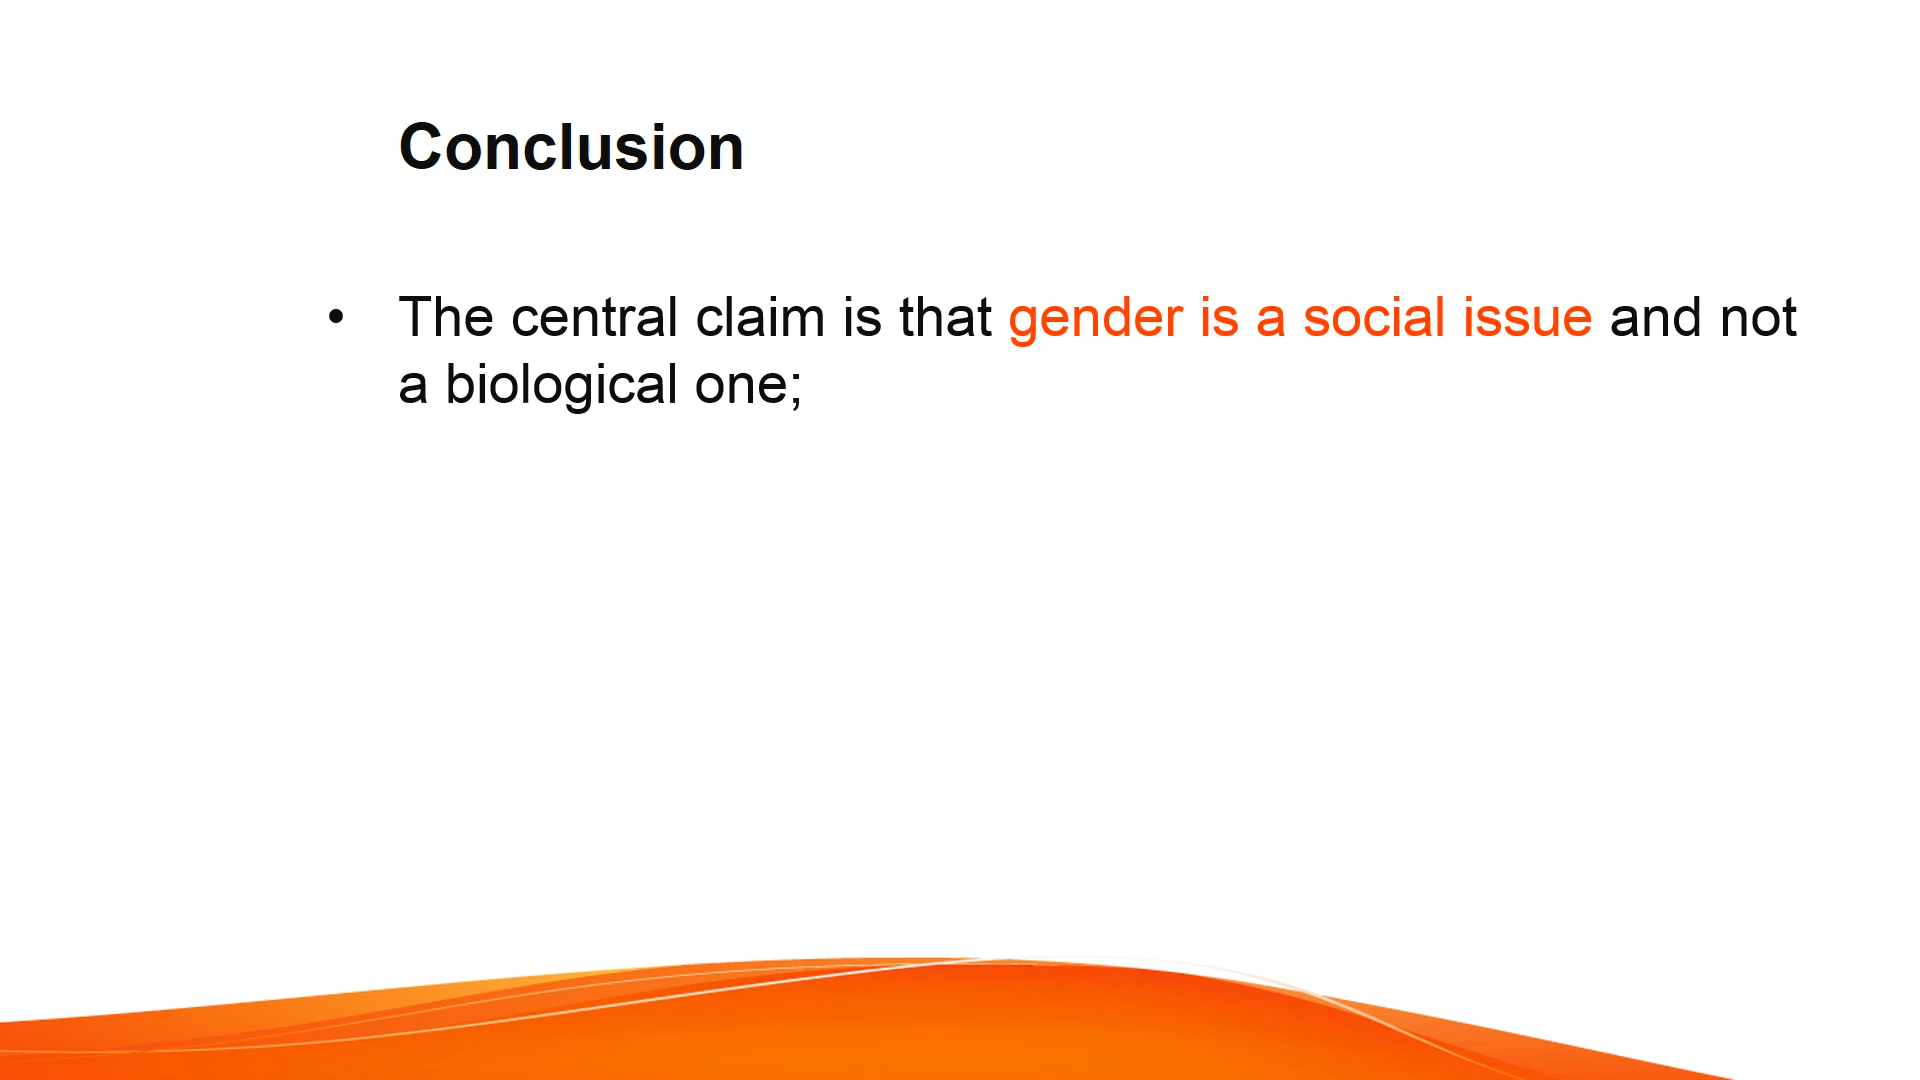 Conclusion
• The central claim is that gender is a social issue and not
a biological one;